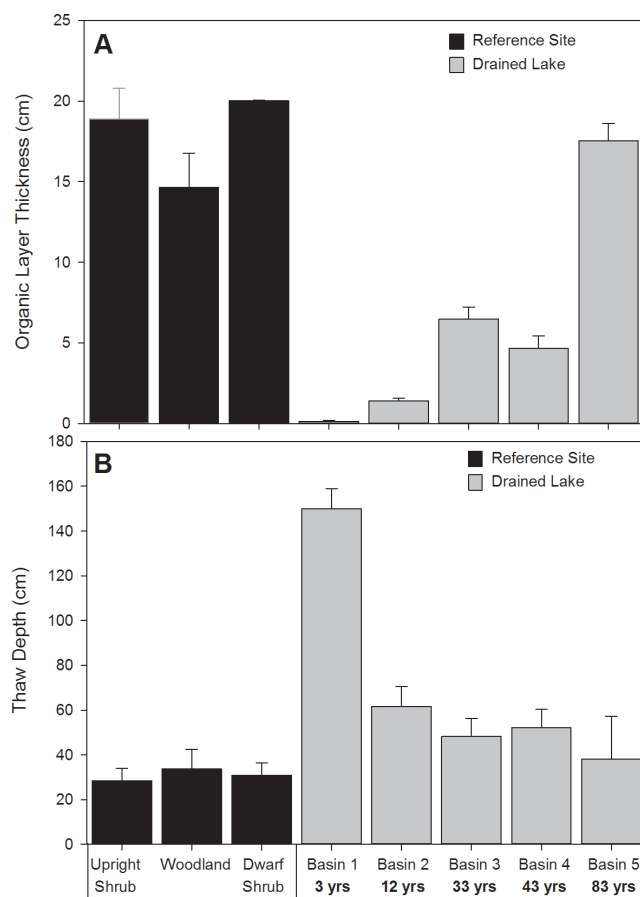 A
Reference Site
Drained Lake
Organic Layer Thickness (cm)
25
20
15
10
5
0
B
Reference Site
Drained Lake
Thaw Depth (cm)
180
160
140
120
100
80
60
40
20
0
Upright Shrub
Woodland
Dwarf Shrub
Basin 1
3 yrs
Basin 2
12 yrs
Basin 3
33 yrs
Basin 4
43 yrs
Basin 5
83 yrs